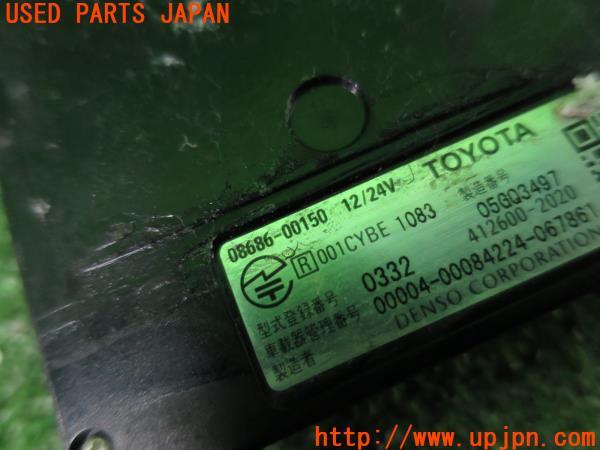 USED PARTS JAPAN
08686-00150 12/24V TOYOTA
R 001CYBE 1083 製造番号 05GQ3497
0332 412600-2020
型式登録番号 00004-00084224-067861
車載器管理番号 DENSO CORPORATION
製造者
http://www.upjpn.com